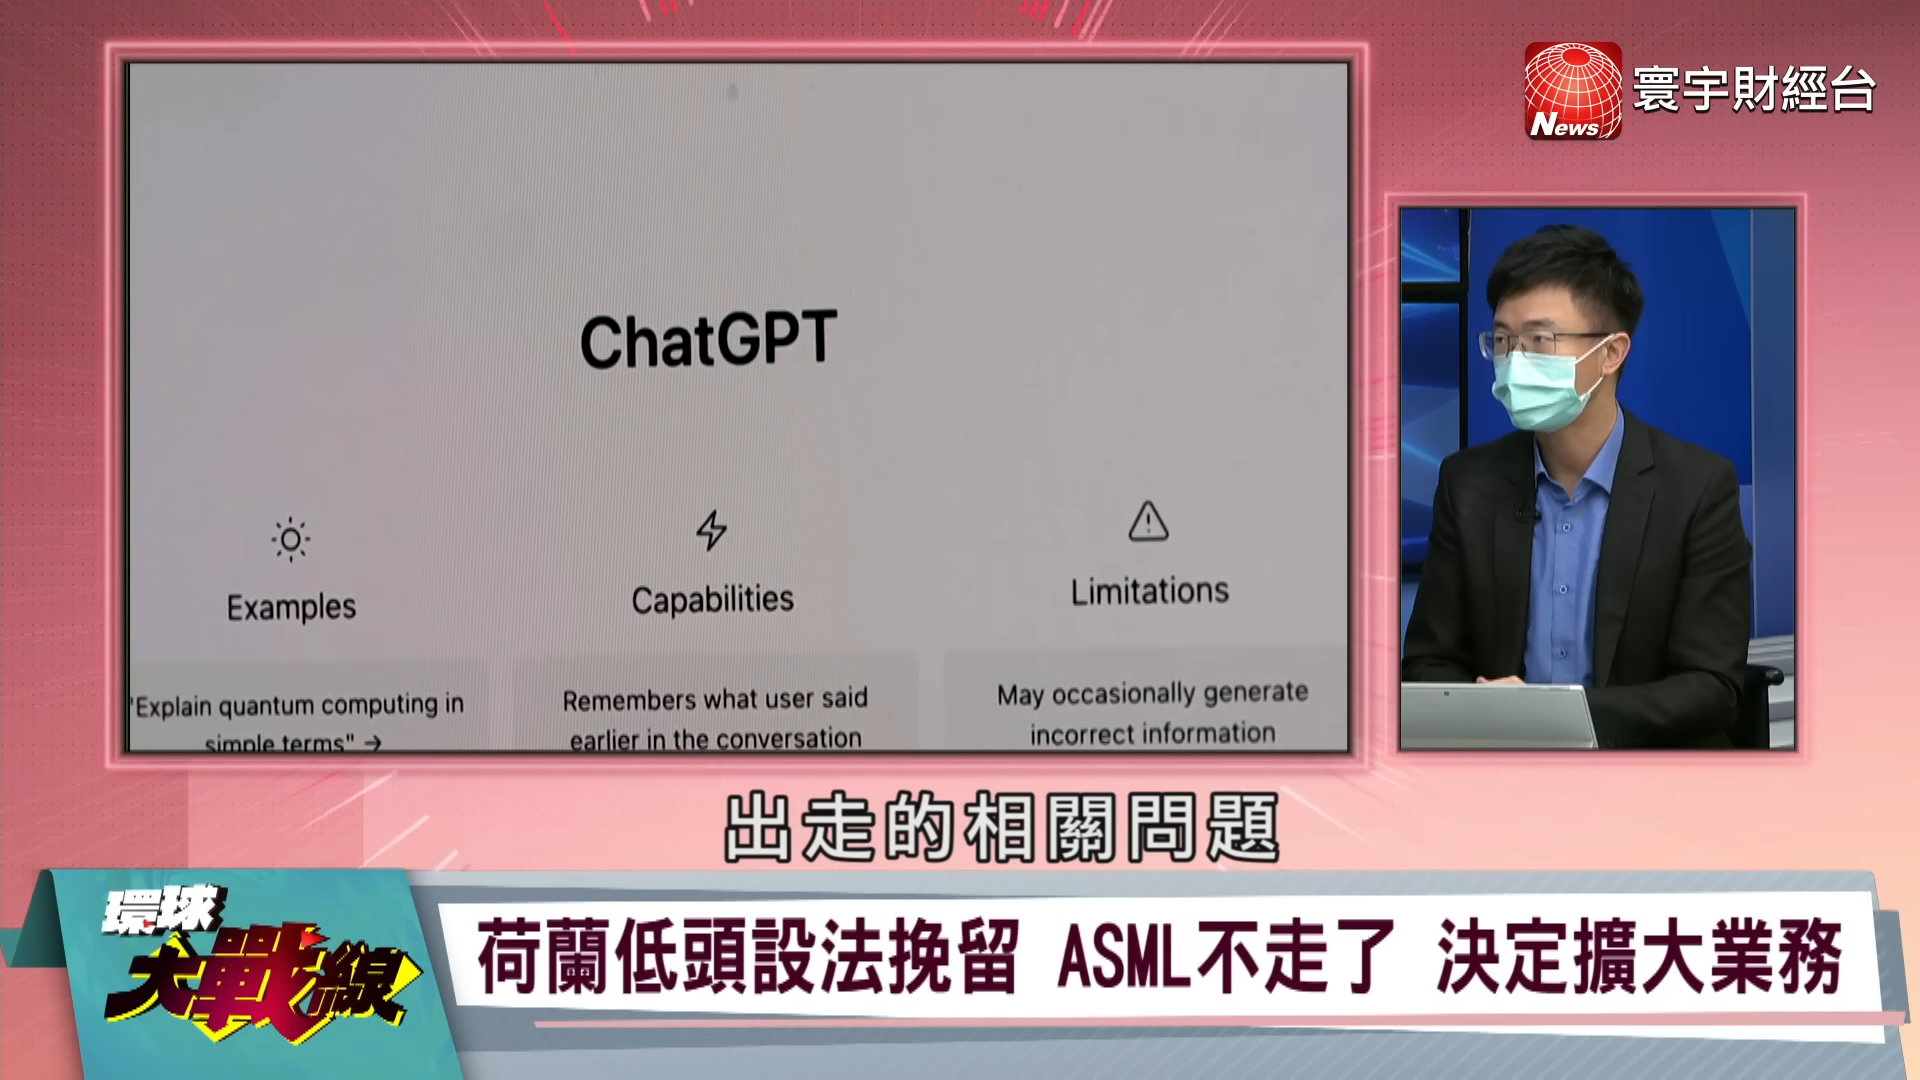 News
寰宇財經台
ChatGPT
Examples
Capabilities
Limitations
"Explain quantum computing in
simple terms" →
Remembers what user said
earlier in the conversation
May occasionally generate
incorrect information
出走的相關問題
環球
大戰線
荷蘭低頭設法挽留 ASML不走了 決定擴大業務